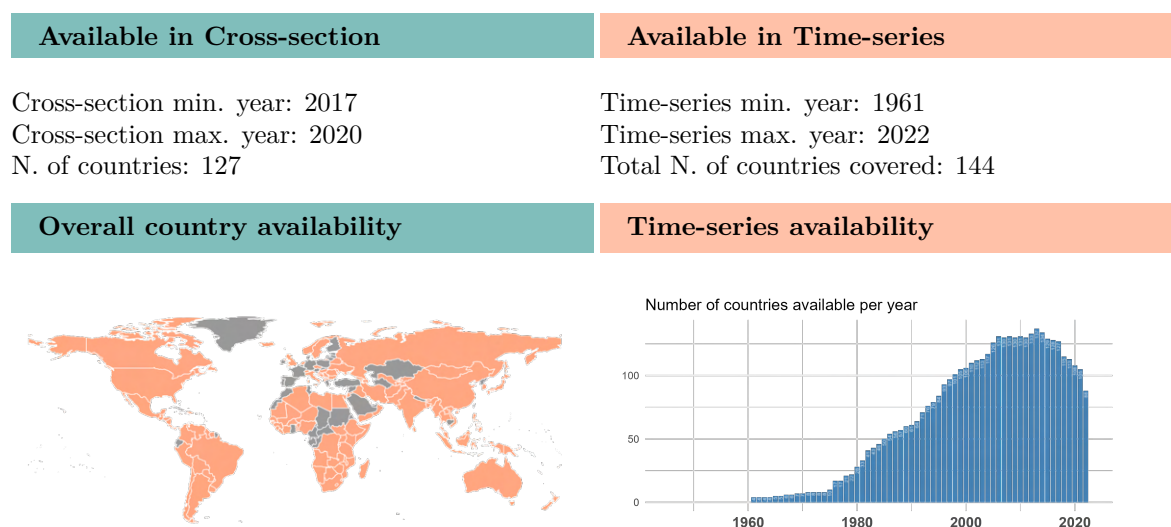 Available in Cross-section
Available in Time-series
Cross-section min. year: 2017
Cross-section max. year: 2020
N. of countries: 127
Time-series min. year: 1961
Time-series max. year: 2022
Total N. of countries covered: 144
Overall country availability
Time-series availability
Number of countries available per year
100
50
0
1960
1980
2000
2020